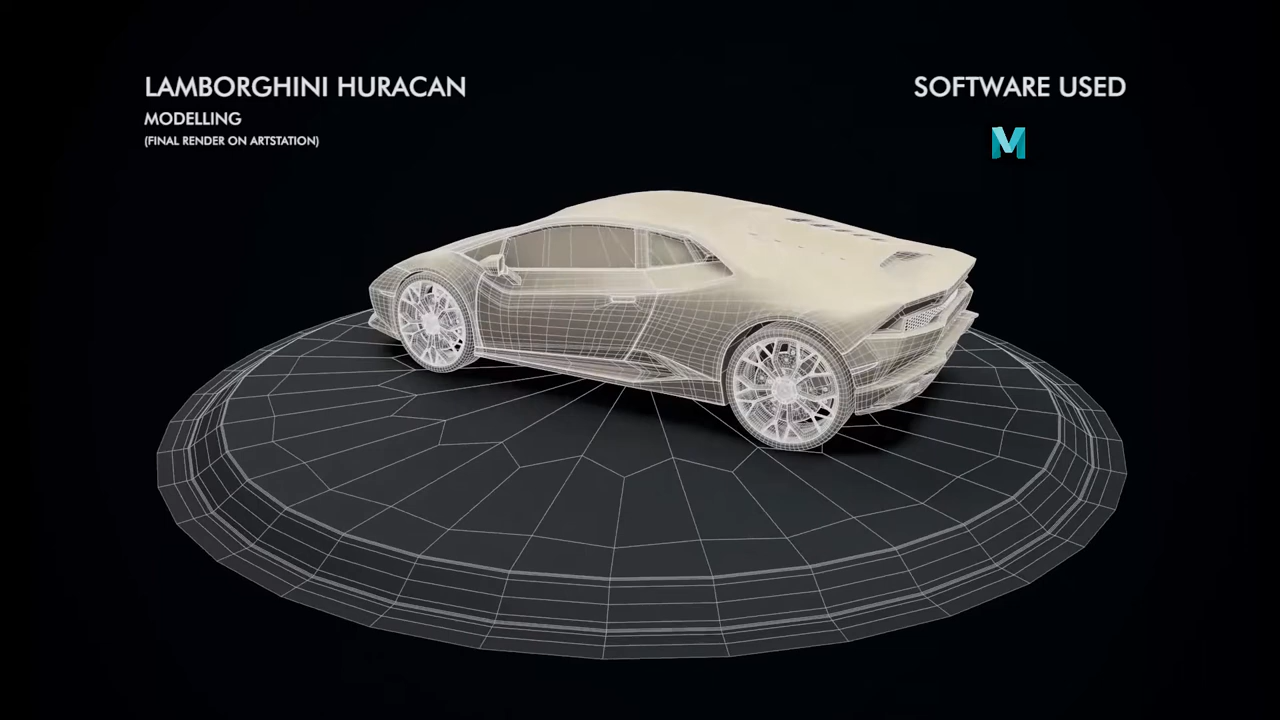 LAMBORGHINI HURACAN
MODELLING
(FINAL RENDER ON ARTSTATION)
SOFTWARE USED
M